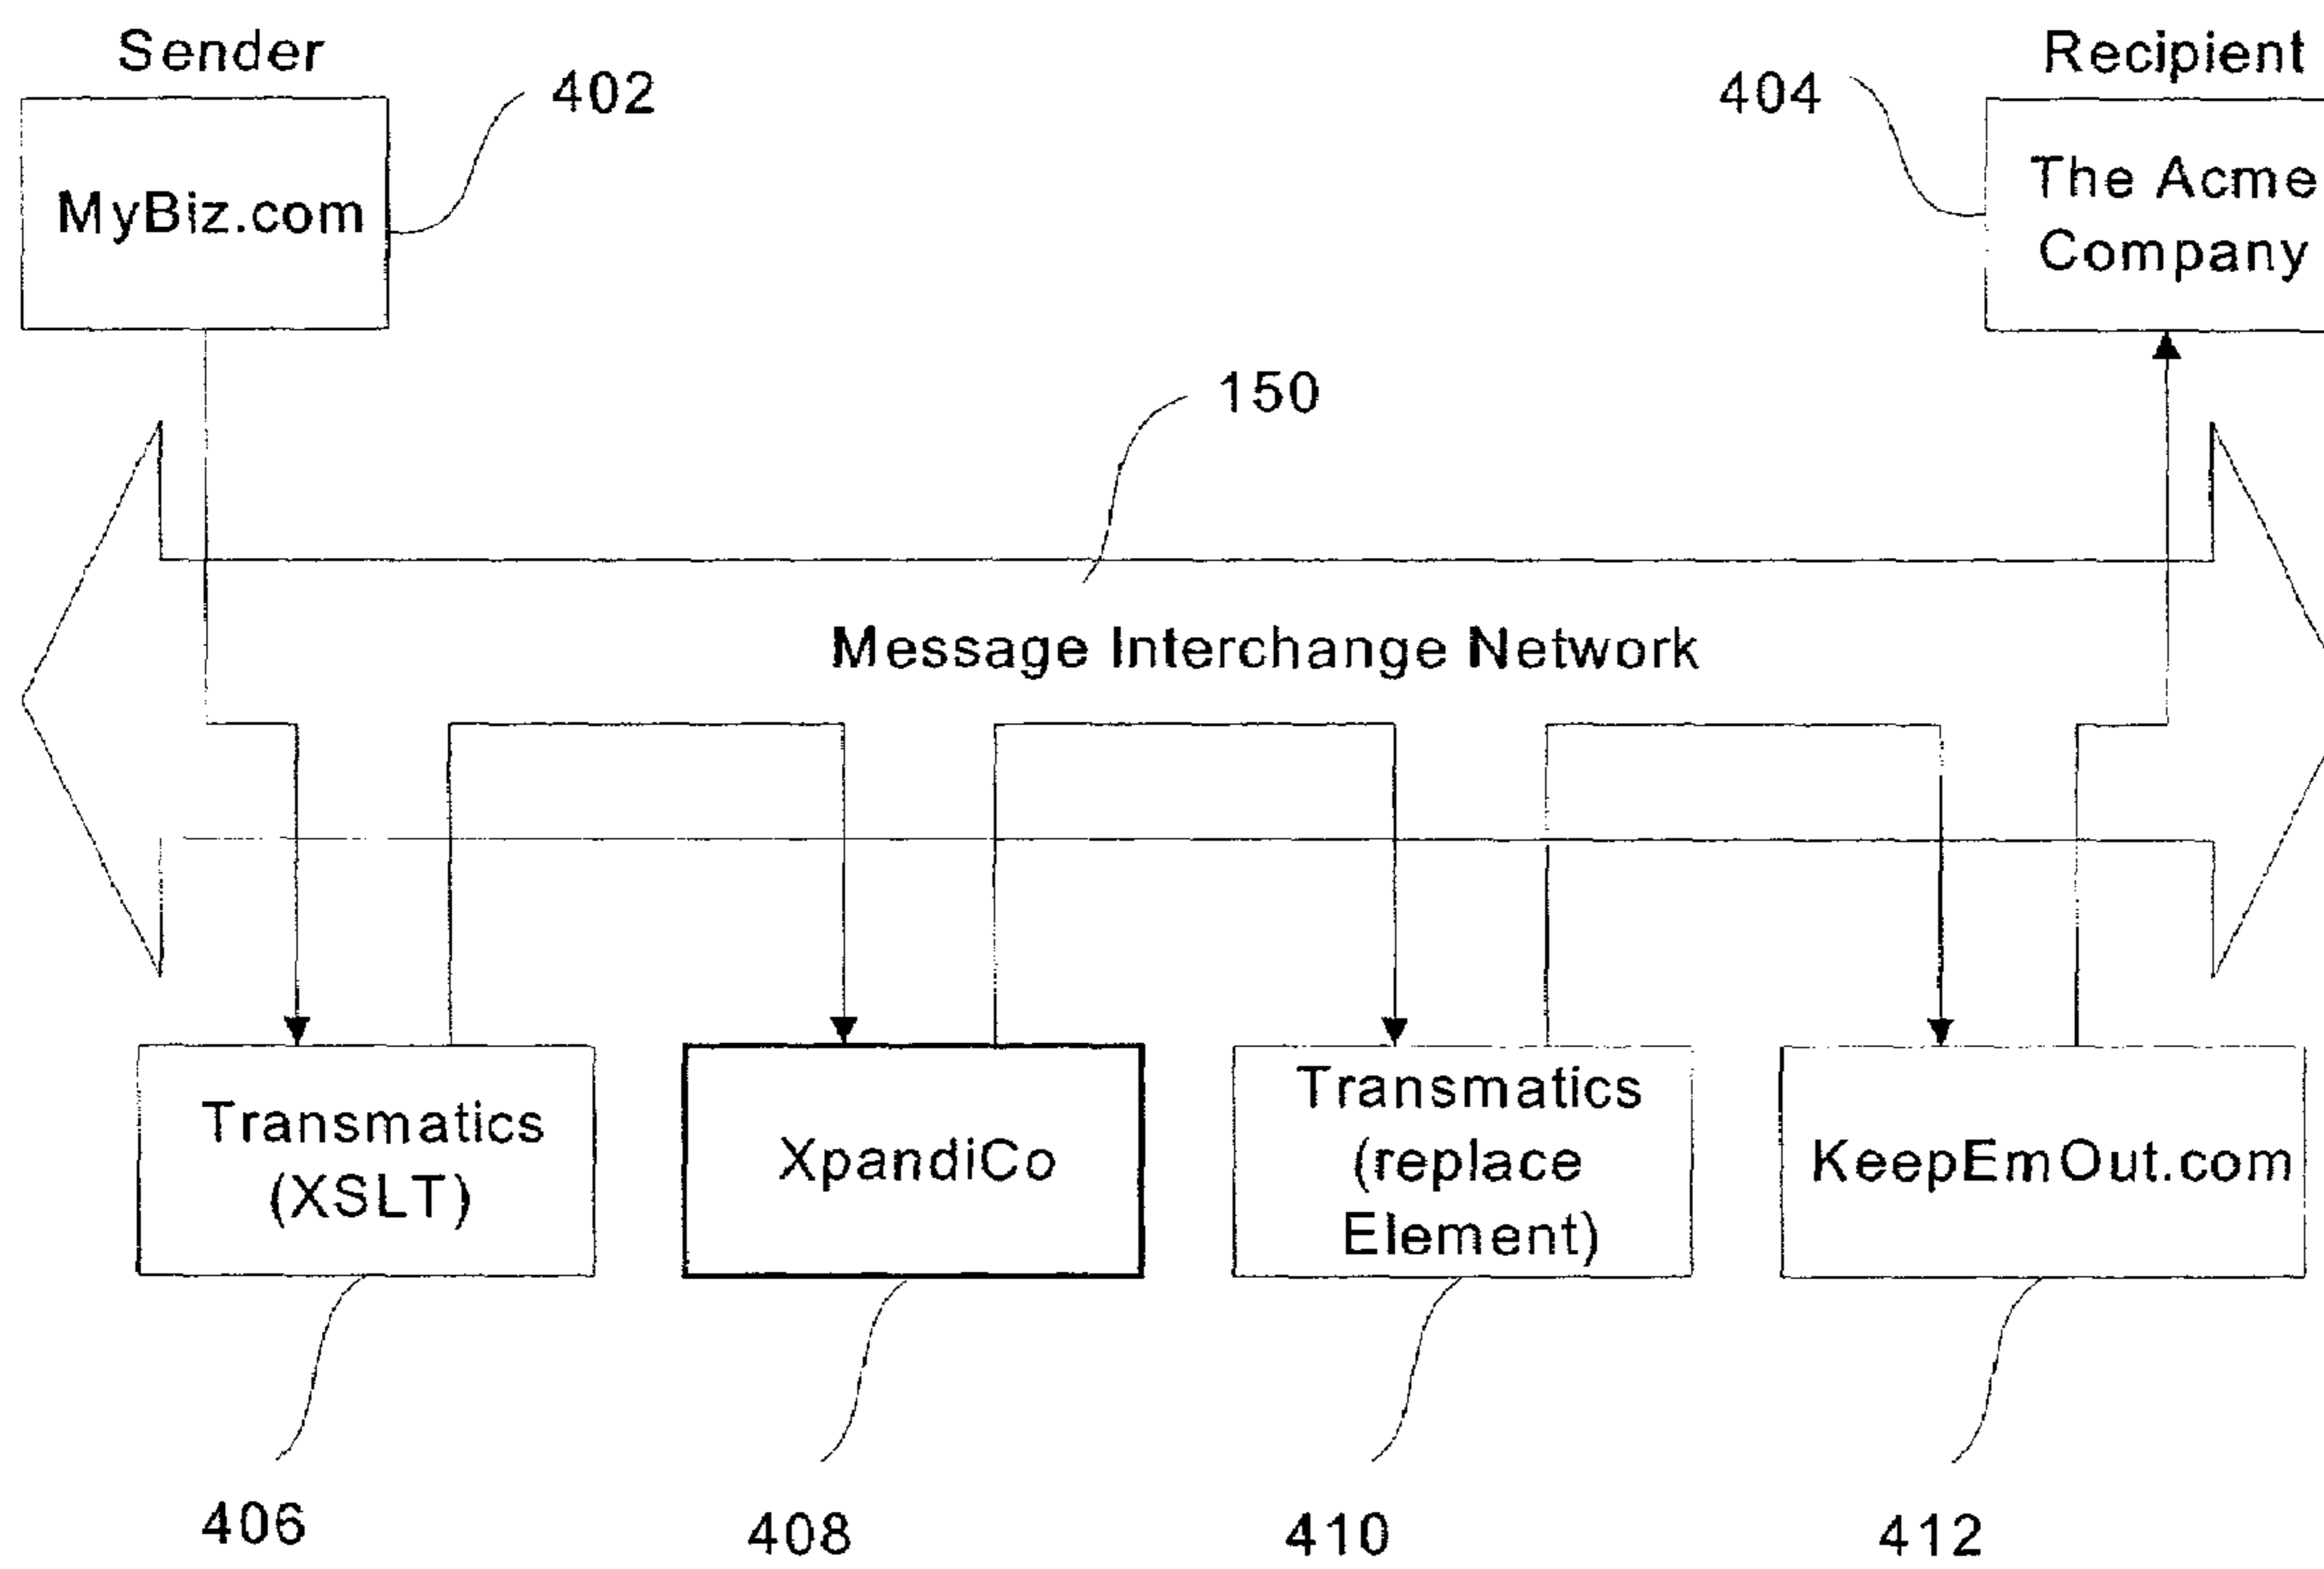 Sender
402
MyBiz.com
Recipient
404
The Acme
Company
150
Message Interchange Network
Transmatics
(XSLT)
XpandiCo
Transmatics
(replace
Element)
KeepEmOut.com
406
408
410
412